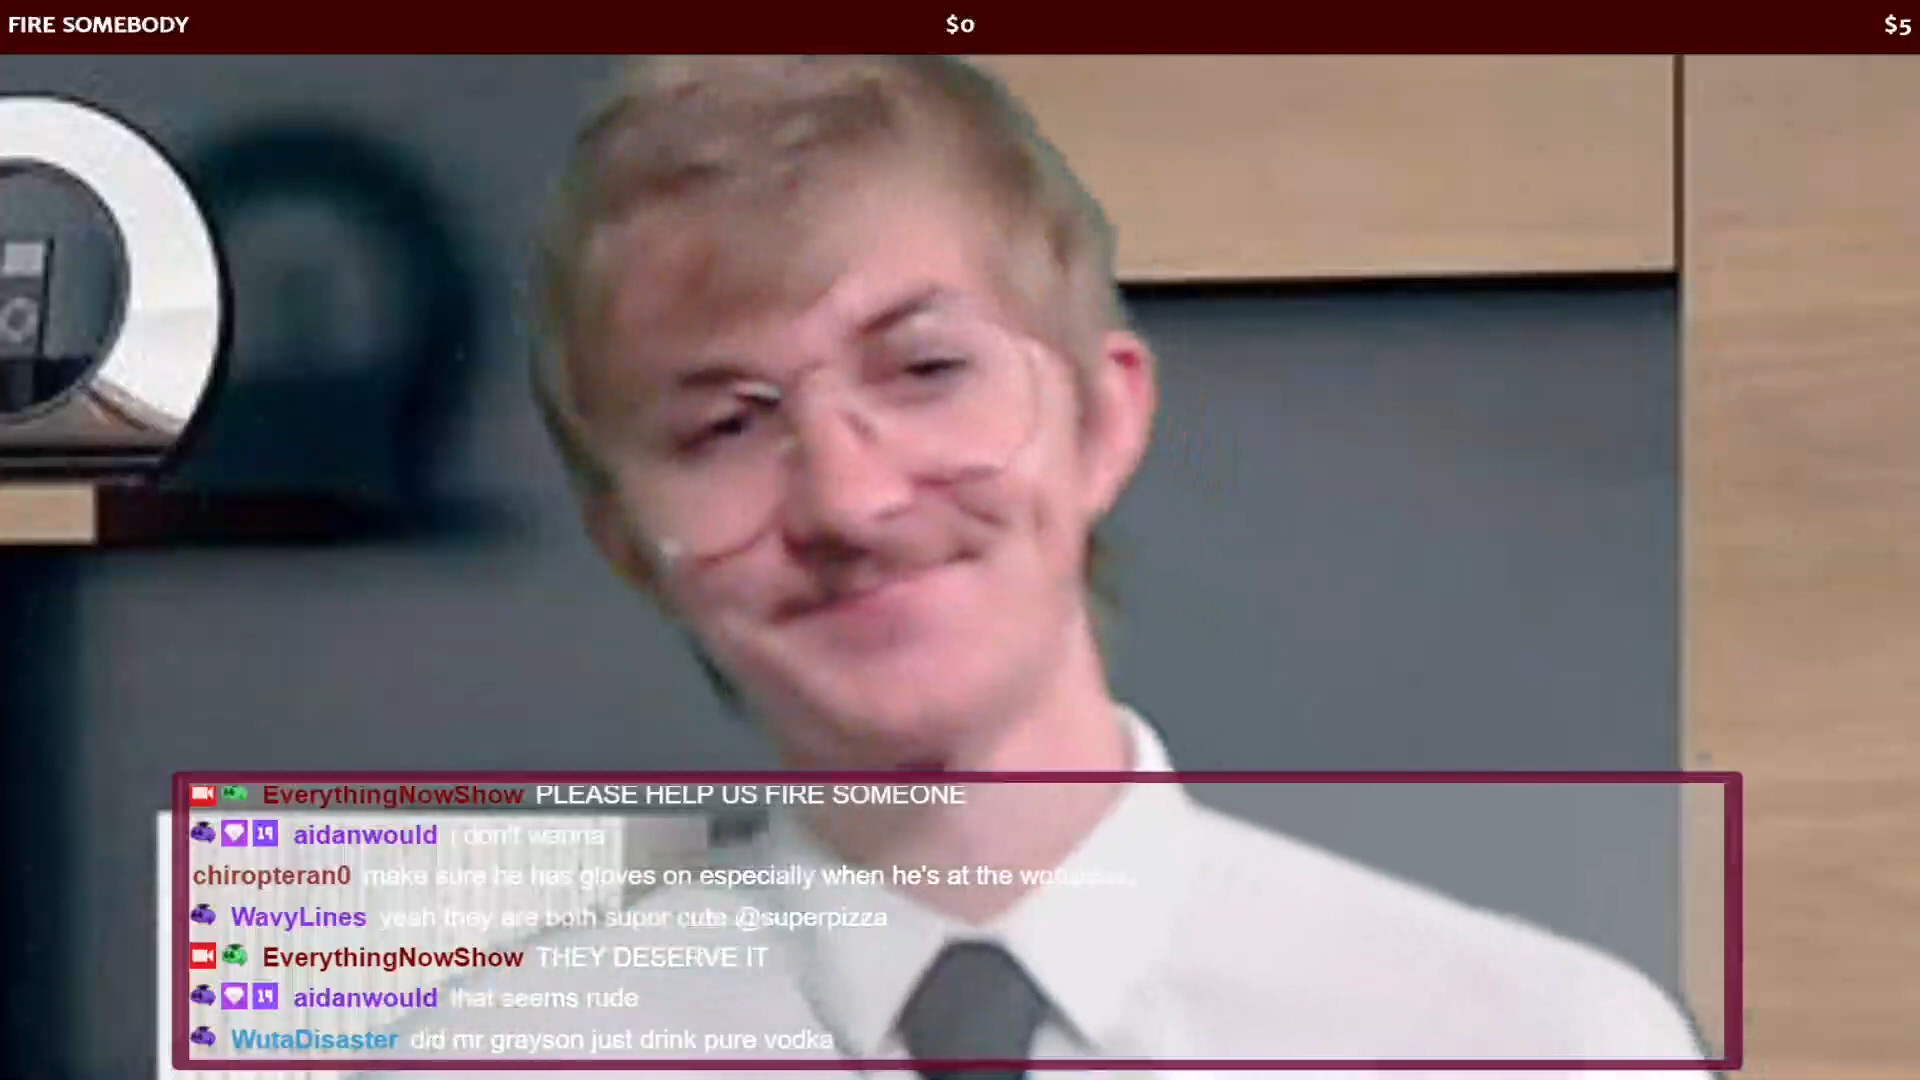 FIRE SOMEBODY $0 $5
EverythingNowShow PLEASE HELP US FIRE SOMEONE
19 aidanwould i don't wanna
chiropteran0 make sure he has gloves on especially when he's at the
WavyLines yeah they are both super cute @superpizza
EverythingNowShow THEY DESERVE IT
19 aidanwould that seems rude
WutaDisaster did mr grayson just drink pure vodka